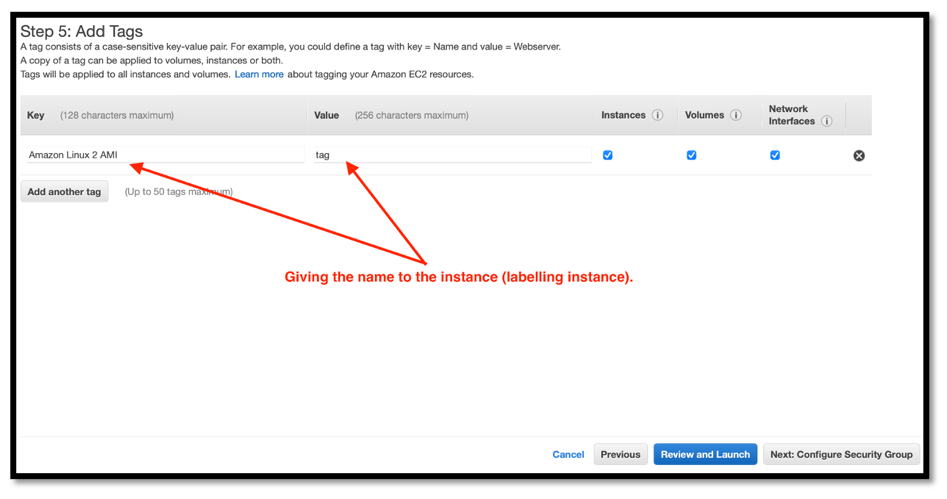 Step 5: Add Tags
A tag consists of a case-sensitive key-value pair. For example, you could define a tag with key = Name and value = Webserver.
A copy of a tag can be applied to volumes, instances or both.
Tags will be applied to all instances and volumes. Learn more about tagging your Amazon EC2 resources.
Key (128 characters maximum) Value (256 characters maximum) Instances i Volumes i Network
Interfaces i
Amazon Linux 2 AMI tag
Add another tag (Up to 50 tags maximum)
Giving the name to the instance (labelling instance).
Cancel Previous Review and Launch Next: Configure Security Group